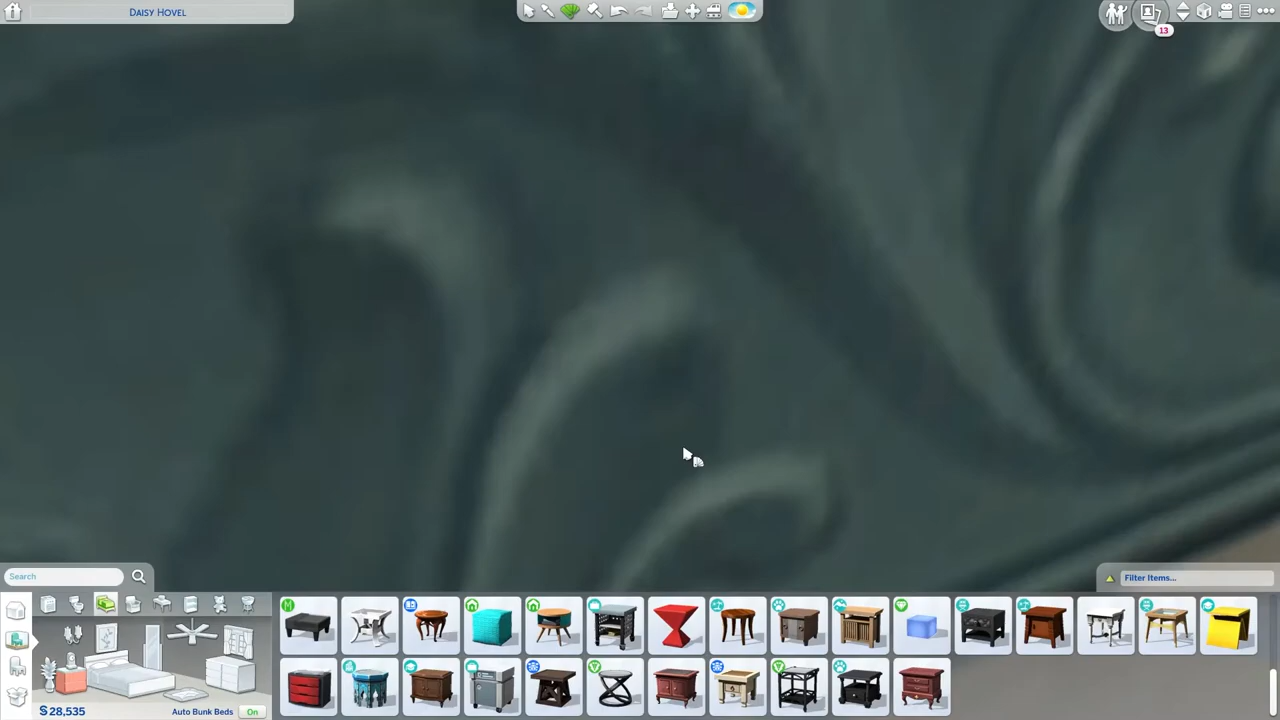 DAISY HOVEL
13
Search
Filter Items...
§28,535
Auto Bunk Beds On